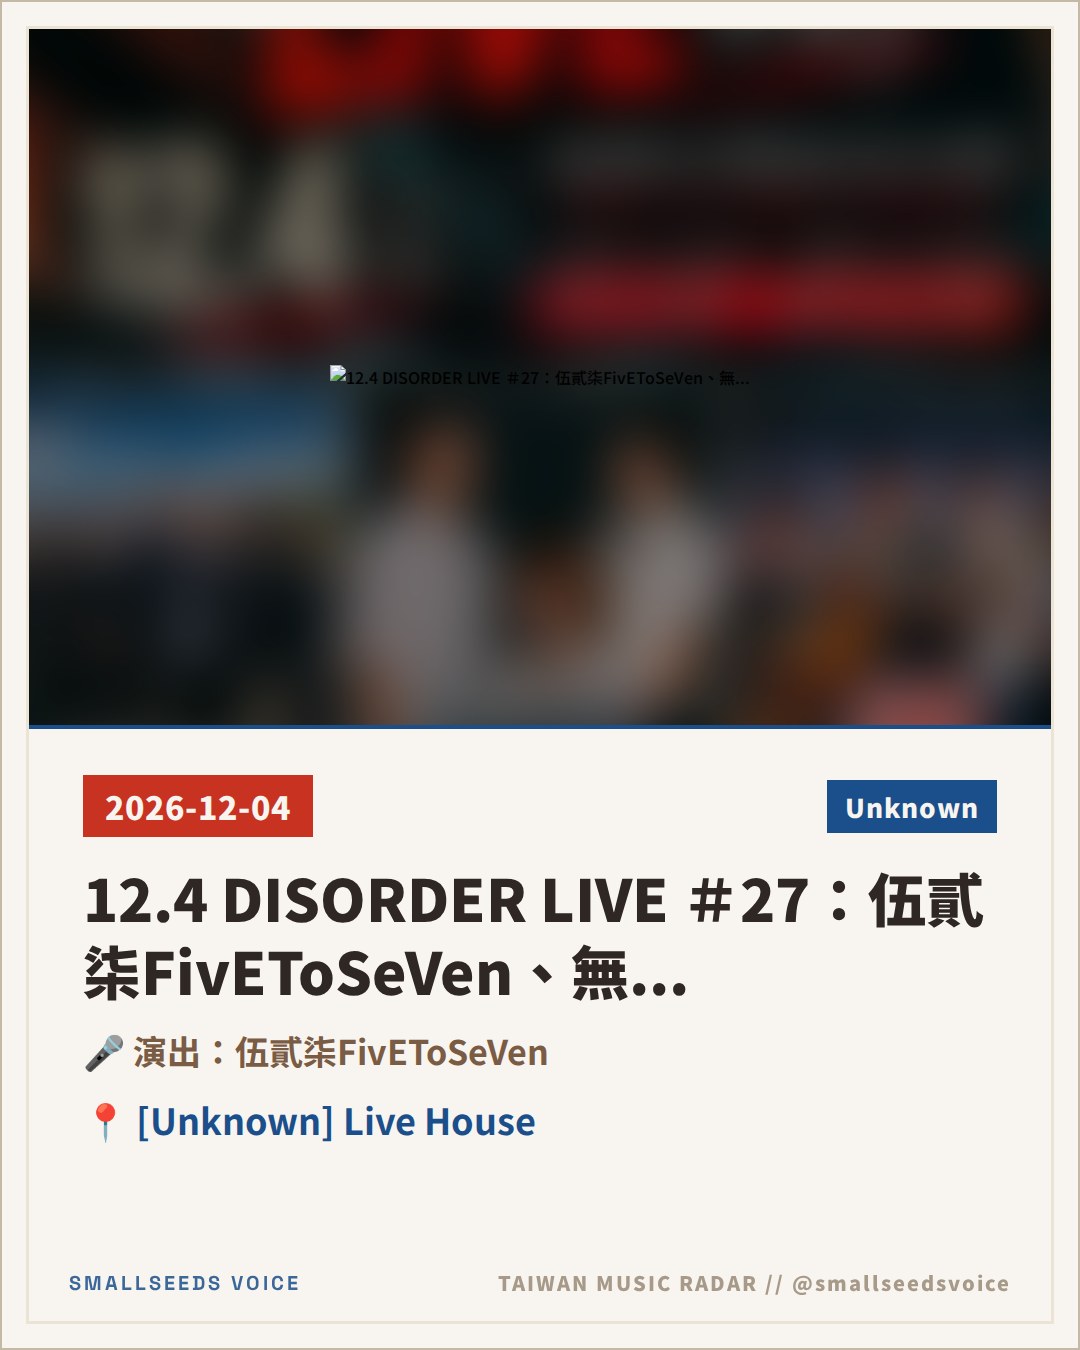 12.4 DISORDER LIVE ＃27：伍貳柒FivEToSeVen、無...
2026-12-04
Unknown
12.4 DISORDER LIVE ＃27：伍貳
柒FivEToSeVen、無...
🎤 演出：伍貳柒FivEToSeVen
📍 [Unknown] Live House
SMALLSEEDS VOICE
TAIWAN MUSIC RADAR // @smallseedsvoice